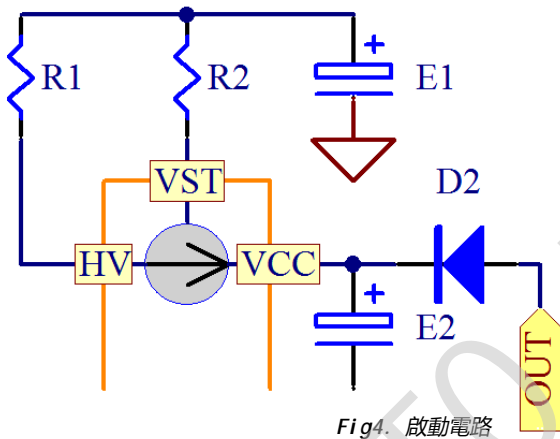 R1
R2
+
E1
VST
D2
HV
VCC
+
E2
OUT
Fig4. 啟動電路